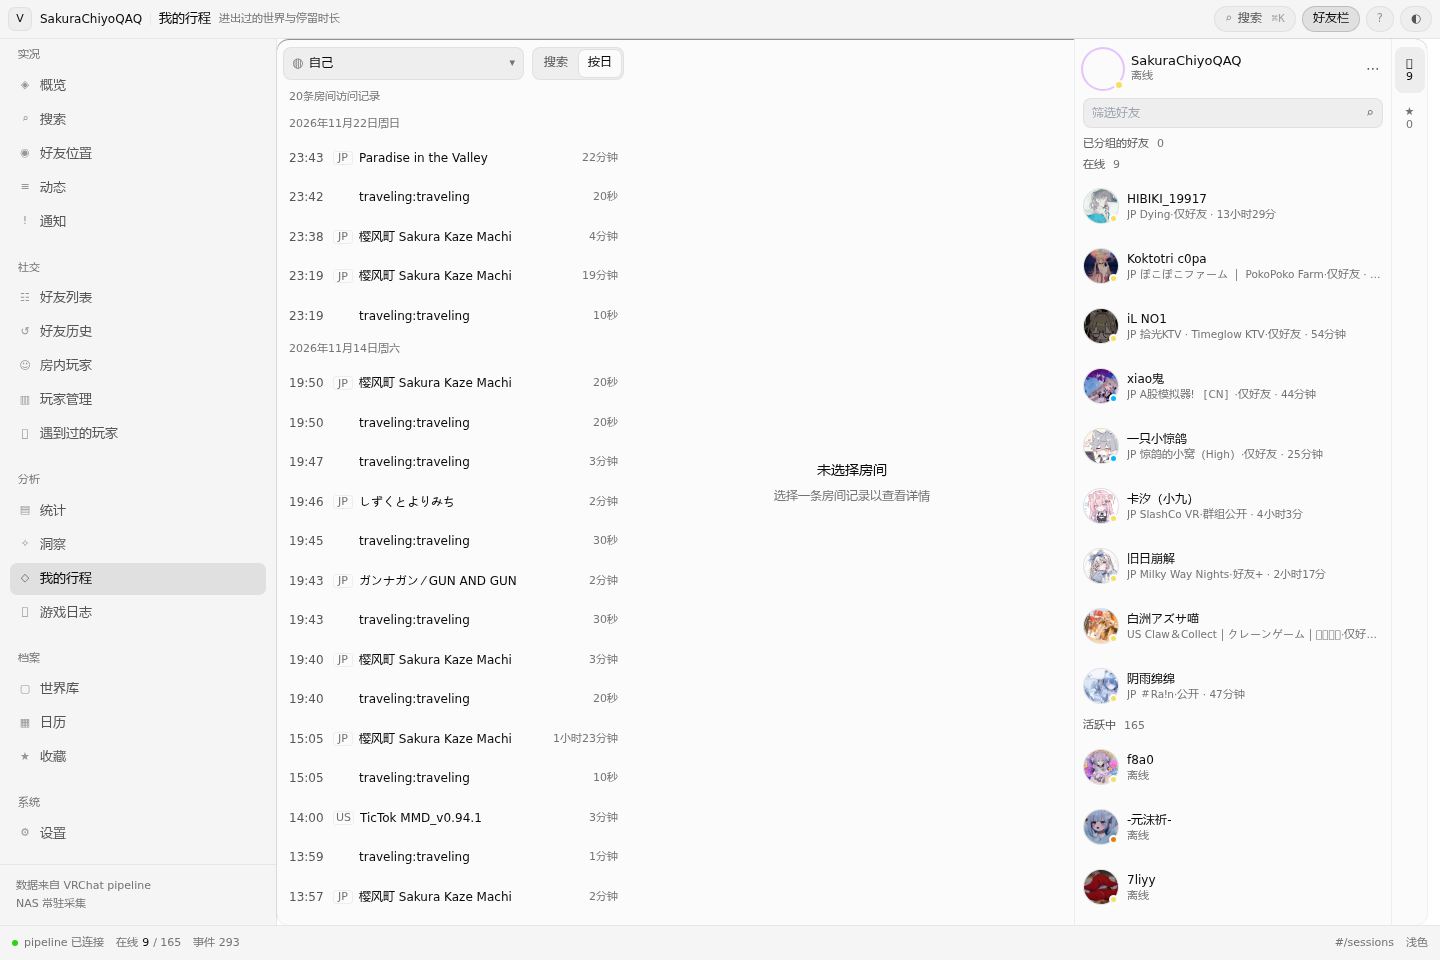 V SakuraChiyoQAQ 我的行程 进出过的世界与停留时长
搜索 ⌘K 好友栏 ?
实况
概览
搜索
好友位置
动态
通知
社交
好友列表
好友历史
房内玩家
玩家管理
遇到过的玩家
分析
统计
洞察
我的行程
游戏日志
档案
世界库
日历
收藏
系统
设置
数据来自 VRChat pipeline
NAS 常驻采集
自己
搜索 按日
20条房间访问记录
2026年11月22日周日
23:43 JP Paradise in the Valley 22分钟
23:42 traveling:traveling 20秒
23:38 JP 樱风町 Sakura Kaze Machi 4分钟
23:19 JP 樱风町 Sakura Kaze Machi 19分钟
23:19 traveling:traveling 10秒
2026年11月14日周六
19:50 JP 樱风町 Sakura Kaze Machi 20秒
19:50 traveling:traveling 20秒
19:47 traveling:traveling 3分钟
19:46 JP しずくとよりみち 2分钟
19:45 traveling:traveling 30秒
19:43 JP ガンナガン/GUN AND GUN 2分钟
19:43 traveling:traveling 30秒
19:40 JP 樱风町 Sakura Kaze Machi 3分钟
19:40 traveling:traveling 20秒
15:05 JP 樱风町 Sakura Kaze Machi 1小时23分钟
15:05 traveling:traveling 10秒
14:00 US TicTok MMD_v0.94.1 3分钟
13:59 traveling:traveling 1分钟
13:57 JP 樱风町 Sakura Kaze Machi 2分钟
未选择房间
选择一条房间记录以查看详情
SakuraChiyoQAQ
离线
...
筛选好友
已分组的好友 0
在线 9
HIBIKI_19917
JP Dying·仅好友 · 13小时29分
Koktotri c0pa
JP ぽこぽこファーム | PokoPoko Farm·仅好友 · ...
iL NO1
JP 拾光KTV · Timeglow KTV·仅好友 · 54分钟
xiao鬼
JP A股模拟器! [CN] ·仅好友 · 44分钟
一只小惊鸽
JP 惊鸽的小窝（High）·仅好友 · 25分钟
卡汐（小九）
JP SlashCo VR·群组公开 · 4小时3分
旧日崩解
JP Milky Way Nights·好友+ · 2小时17分
白洲アズサ喵
US Claw＆Collect | クレーンゲーム | ·仅好...
阴雨绵绵
JP ＃Ra!n·公开 · 47分钟
活跃中 165
f8a0
离线
-元沫祈-
离线
7liyy
离线
9
★
0
pipeline 已连接 在线 9 / 165 事件 293
#/sessions 浅色